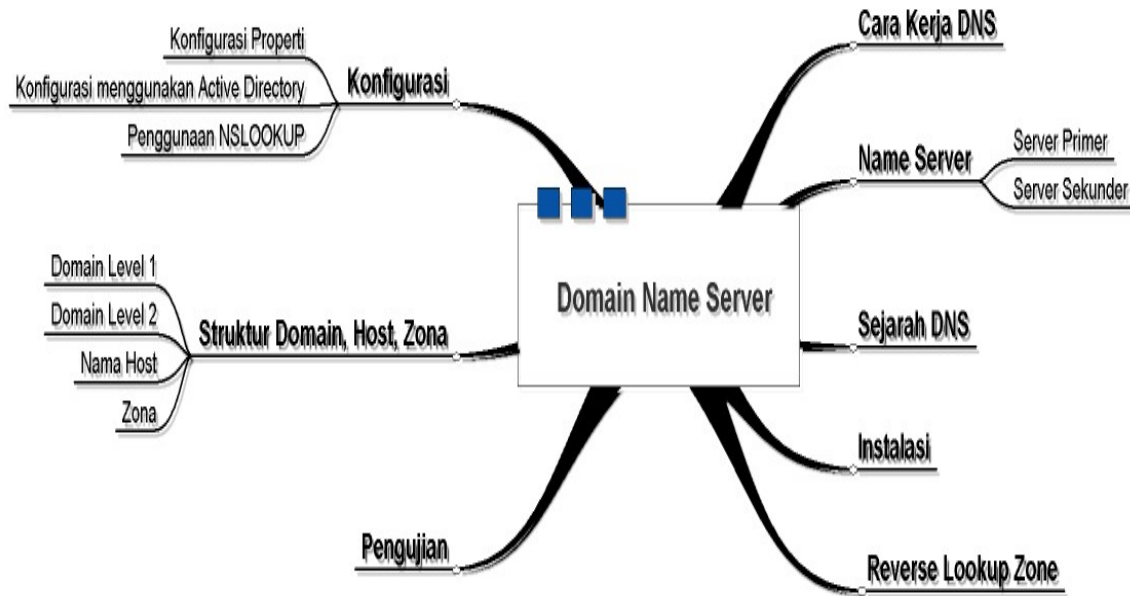 Konfigurasi Properti
Konfigurasi menggunakan Active Directory
Penggunaan NSLOOKUP
Konfigurasi
Cara Kerja DNS
Name Server
Server Primer
Server Sekunder
Domain Name Server
Domain Level 1
Domain Level 2
Nama Host
Zona
Struktur Domain, Host, Zona
Sejarah DNS
Instalasi
Pengujian
Reverse Lookup Zone